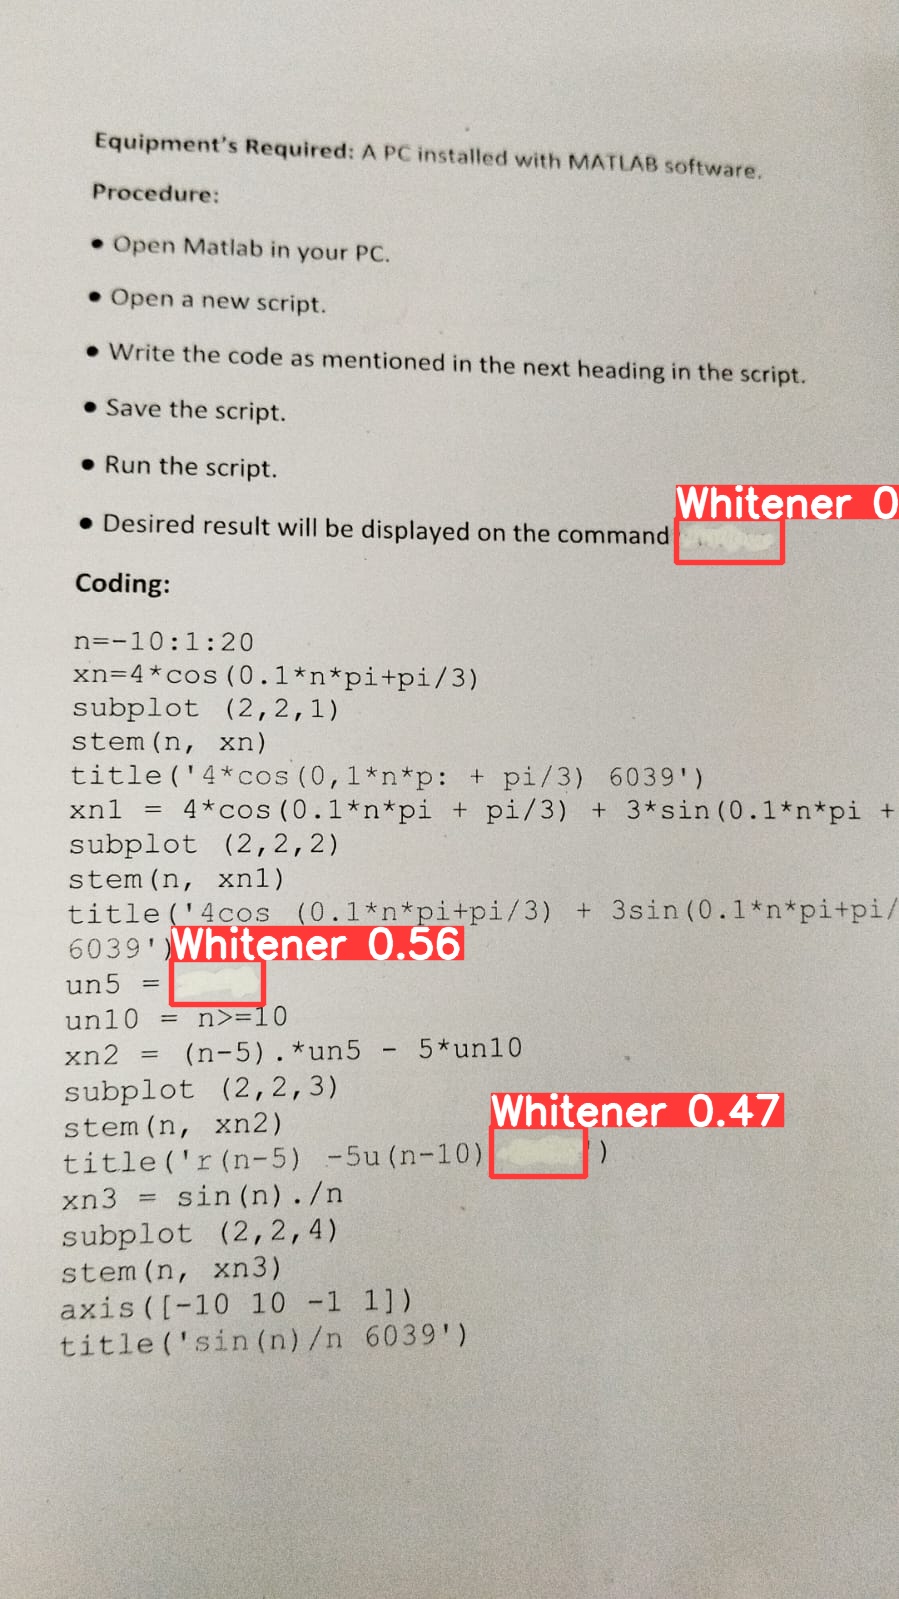 Equipment's Required: A PC installed with MATLAB software.
Procedure:
• Open Matlab in your PC.
• Open a new script.
• Write the code as mentioned in the next heading in the script.
• Save the script.
• Run the script.
Whitener 0
• Desired result will be displayed on the command
Coding:
n=-10:1:20
xn=4*cos(0.1*n*pi+pi/3)
subplot (2,2,1)
stem(n, xn)
title('4*cos(0,1*n*p: + pi/3) 6039')
xn1 = 4*cos(0.1*n*pi + pi/3) + 3*sin(0.1*n*pi +
subplot (2,2,2)
stem(n, xn1)
title('4cos (0.1*n*pi+pi/3) + 3sin(0.1*n*pi+pi/
6039')
Whitener 0.56
un5 =
un10 = n>=10
xn2 = (n-5).*un5 - 5*un10
subplot (2,2,3)
stem(n, xn2)
Whitener 0.47
title('r(n-5) -5u(n-10) ')
xn3 = sin(n)./n
subplot (2,2,4)
stem(n, xn3)
axis([-10 10 -1 1])
title('sin(n)/n 6039')